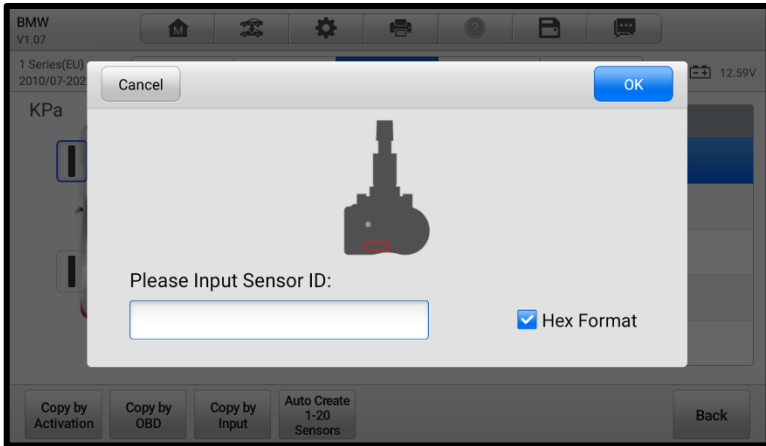 BMW
V1.07
M
1 Series(EU)
2010/07-202
12.59V
Cancel
OK
KPa
Please Input Sensor ID:
Hex Format
Copy by
Activation
Copy by
OBD
Copy by
Input
Auto Create
1-20
Sensors
Back